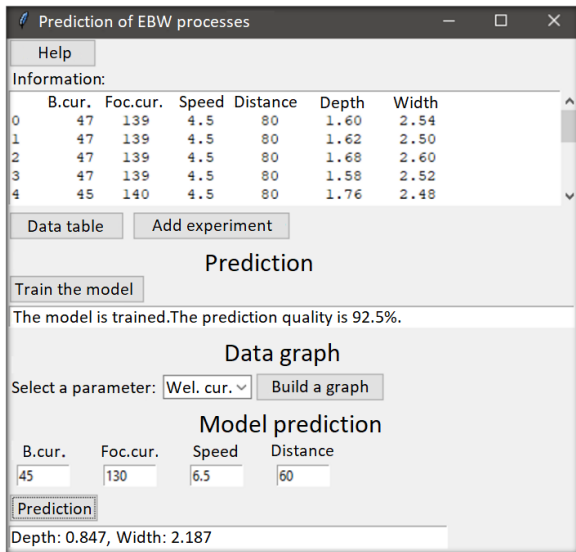 Prediction of EBW processes
Help
Information:
B.cur. Foc.cur. Speed Distance Depth Width
0 47 139 4.5 80 1.60 2.54
1 47 139 4.5 80 1.62 2.50
2 47 139 4.5 80 1.68 2.60
3 47 139 4.5 80 1.58 2.52
4 45 140 4.5 80 1.76 2.48
Data table Add experiment
Prediction
Train the model
The model is trained.The prediction quality is 92.5%.
Data graph
Select a parameter: Wel. cur. Build a graph
Model prediction
B.cur. Foc.cur. Speed Distance
45 130 6.5 60
Prediction
Depth: 0.847, Width: 2.187